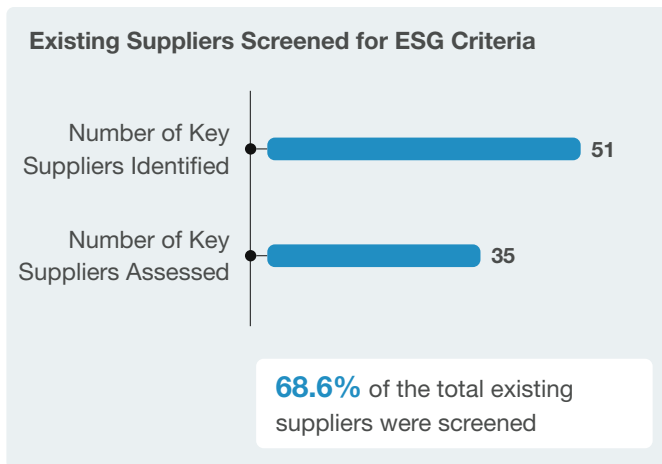 Existing Suppliers Screened for ESG Criteria
Number of Key
Suppliers Identified
51
Number of Key
Suppliers Assessed
35
68.6% of the total existing
suppliers were screened